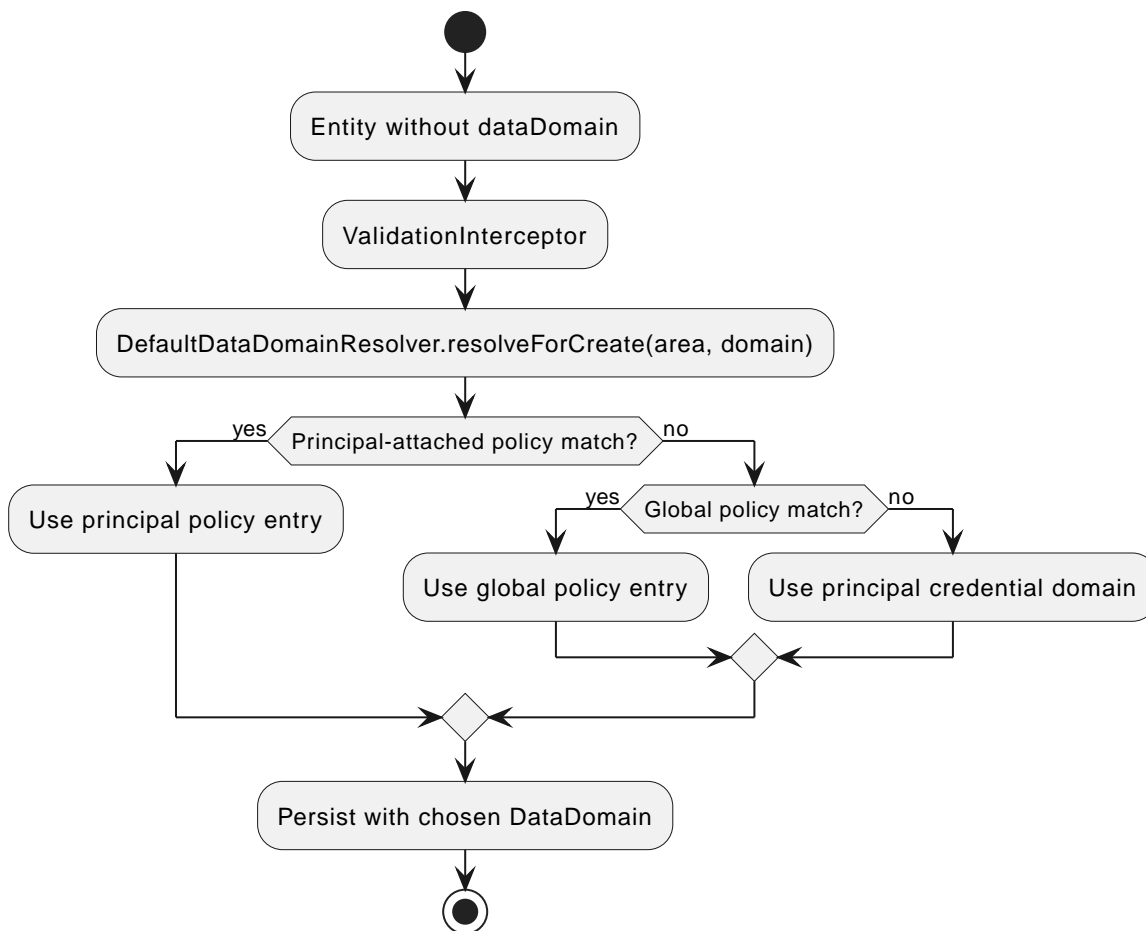 Entity without dataDomain
ValidationInterceptor
DefaultDataDomainResolver.resolveForCreate(area, domain)
yes
Principal-attached policy match?
no
Use principal policy entry
yes
Global policy match?
no
Use global policy entry
Use principal credential domain
Persist with chosen DataDomain